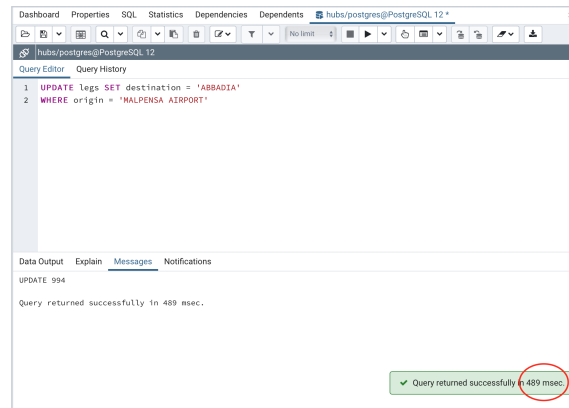 Dashboard Properties SQL Statistics Dependencies Dependents hubs/postgres@PostgreSQL 12 *
No limit
hubs/postgres@PostgreSQL 12
Query Editor Query History
1 UPDATE legs SET destination = 'ABBADIA'
2 WHERE origin = 'MALPENSA AIRPORT'
Data Output Explain Messages Notifications
UPDATE 994
Query returned successfully in 489 msec.
Query returned successfully in 489 msec.